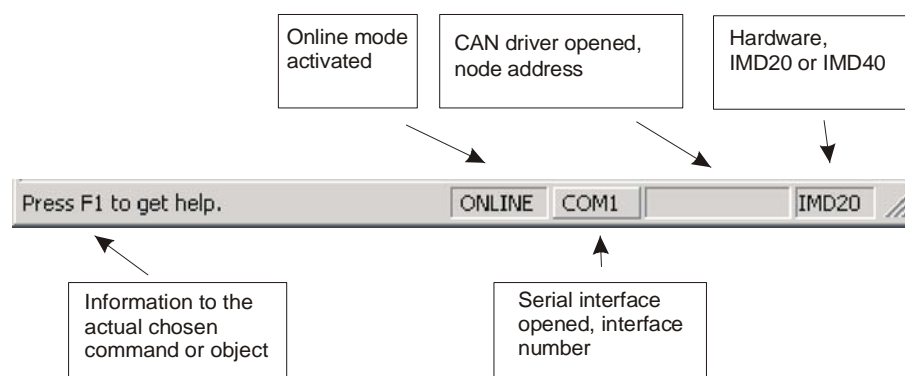 Online mode
activated
CAN driver opened,
node address
Hardware,
IMD20 or IMD40
Press F1 to get help.
ONLINE
COM1
IMD20
Information to the
actual chosen
command or object
Serial interface
opened, interface
number